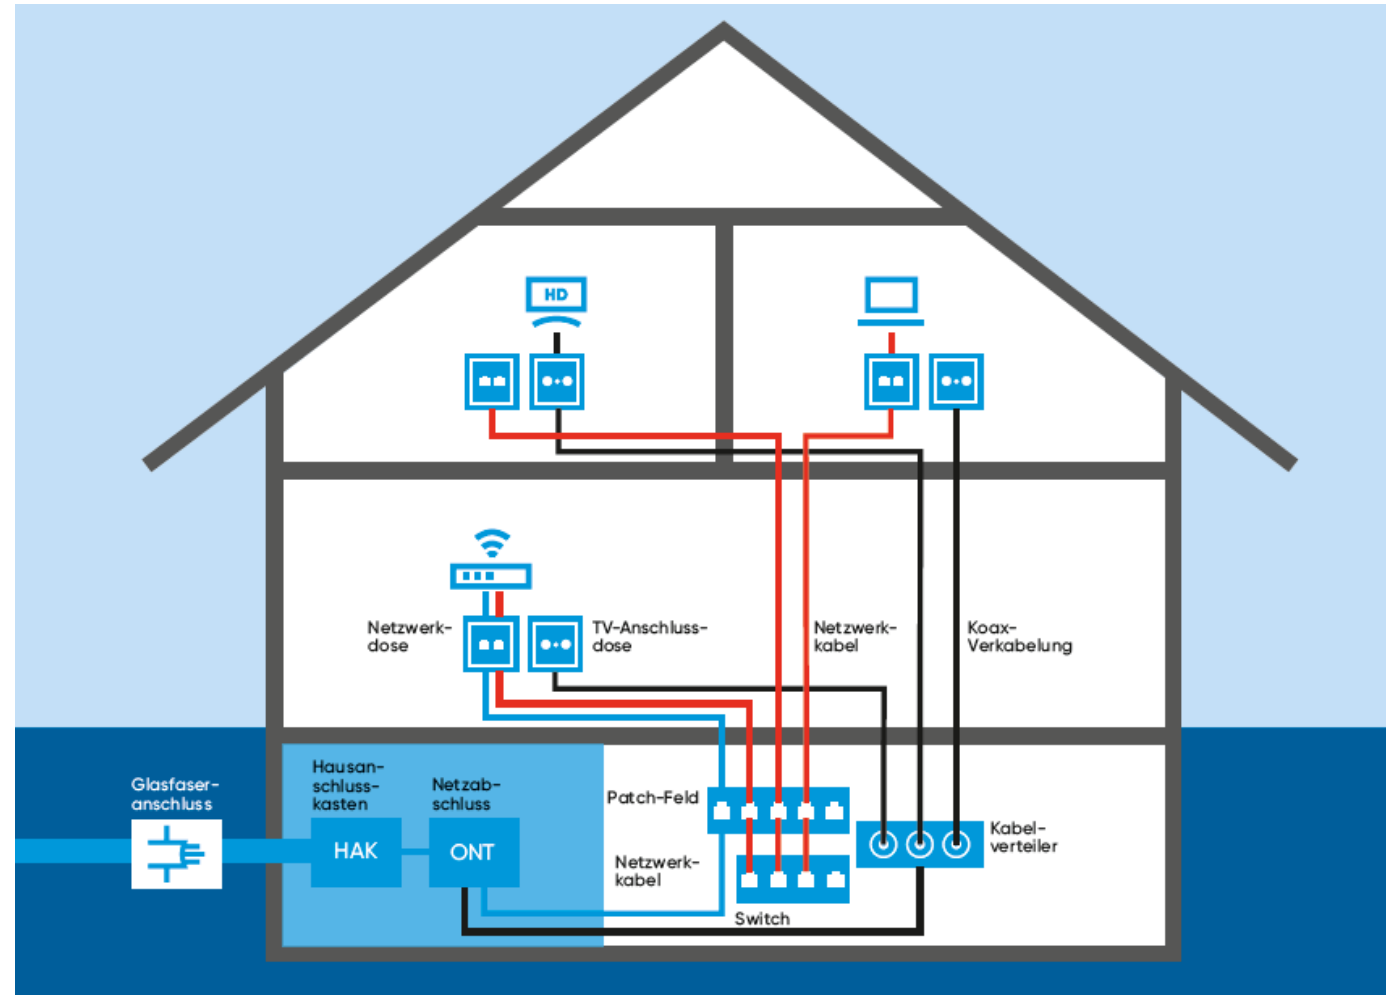 HD
Netzwerk-
dose
TV-Anschluss-
dose
Netzwerk-
kabel
Koax-
Verkabelung
Glasfaser-
anschluss
Hausan-
schluss-
kasten
HAK
Netzab-
schluss
ONT
Patch-Feld
Netzwerk-
kabel
Switch
Kabel-
verteiler